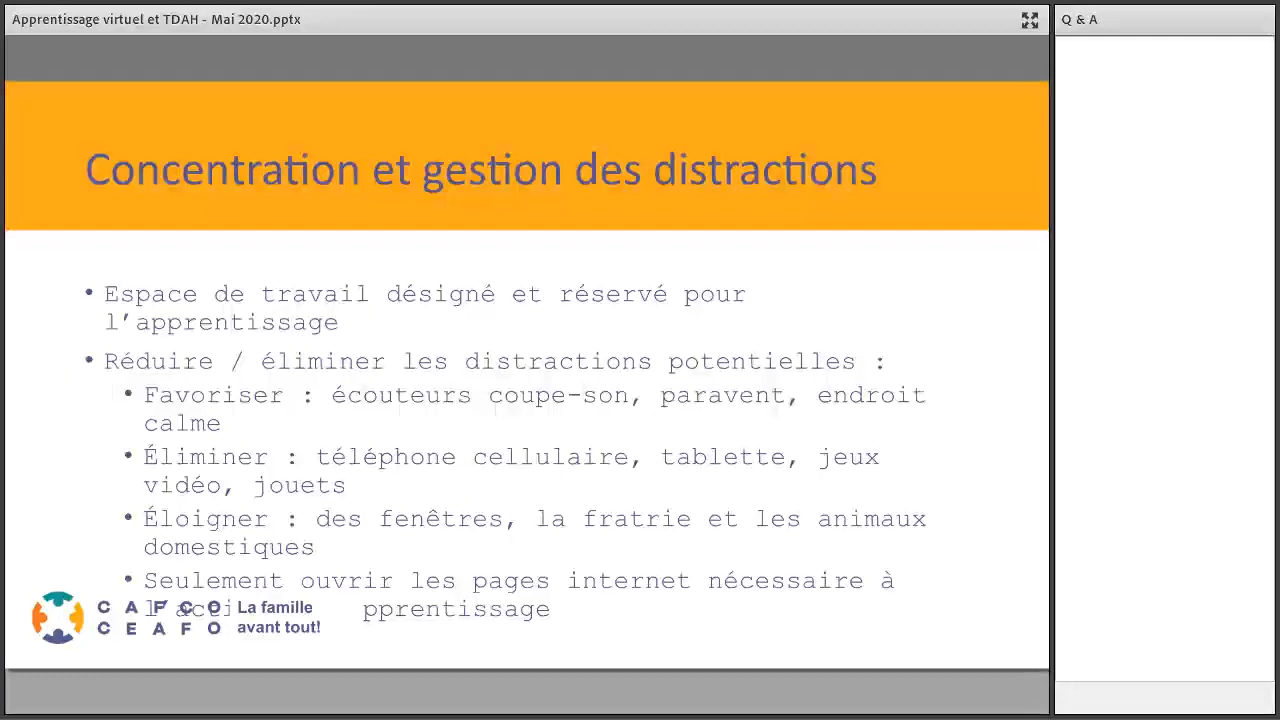 Apprentissage virtuel et TDAH - Mai 2020.pptx
Q & A
Concentration et gestion des distractions
• Espace de travail désigné et réservé pour
l’apprentissage
• Réduire / éliminer les distractions potentielles :
• Favoriser : écouteurs coupe-son, paravent, endroit
calme
• Éliminer : téléphone cellulaire, tablette, jeux
vidéo, jouets
• Éloigner : des fenêtres, la fratrie et les animaux
domestiques
• Seulement ouvrir les pages internet nécessaire à
pprentissage
CAFCO La famille
CEAFO avant tout!